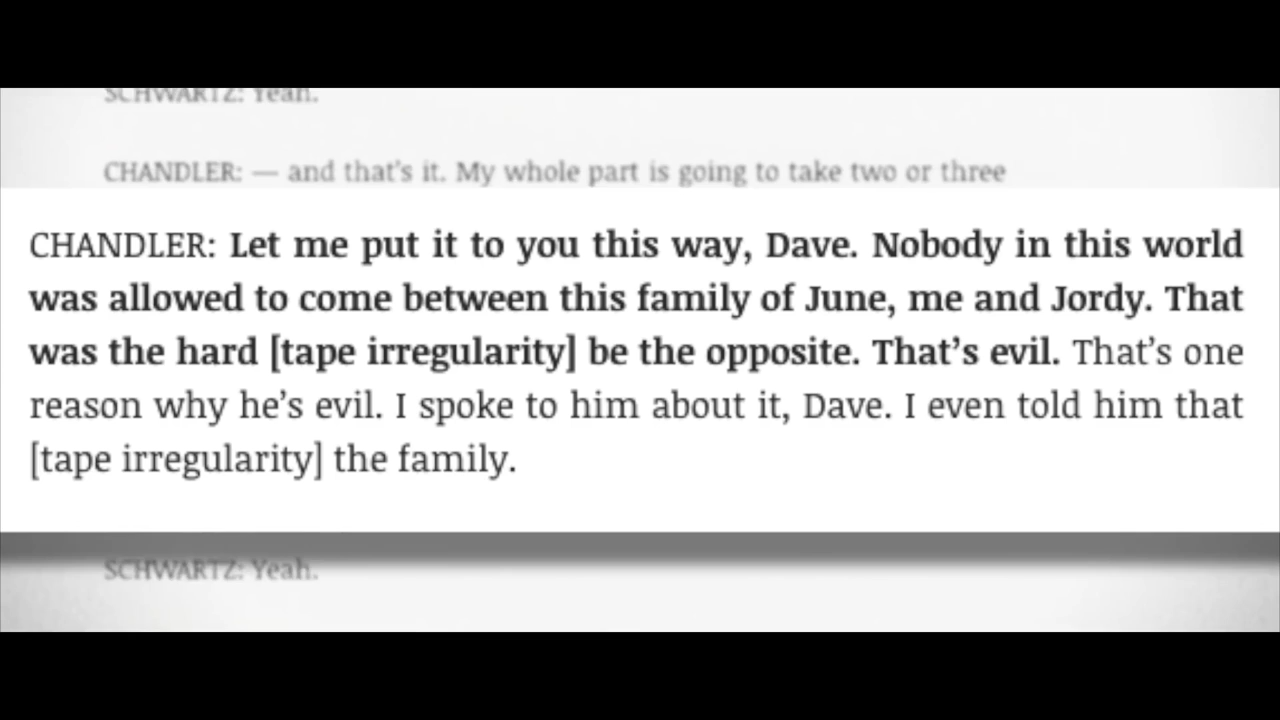 SCHWARTZ: Yeah.
CHANDLER: — and that's it. My whole part is going to take two or three
CHANDLER: Let me put it to you this way, Dave. Nobody in this world
was allowed to come between this family of June, me and Jordy. That
was the hard [tape irregularity] be the opposite. That's evil. That's one
reason why he's evil. I spoke to him about it, Dave. I even told him that
[tape irregularity] the family.
SCHWARTZ: Yeah.